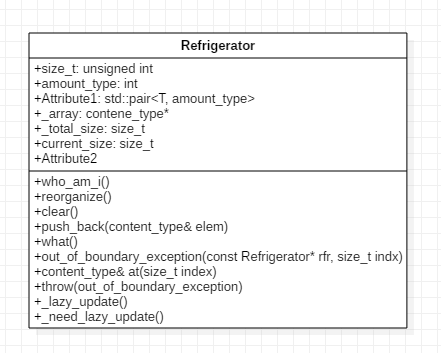 Refrigerator
+size_t: unsigned int
+amount_type: int
+Attribute1: std::pair<T, amount_type>
+_array: contene_type*
+_total_size: size_t
+current_size: size_t
+Attribute2
+who_am_i()
+reorganize()
+clear()
+push_back(content_type& elem)
+what()
+out_of_boundary_exception(const Refrigerator* rfr, size_t indx)
+content_type& at(size_t index)
+throw(out_of_boundary_exception)
+_lazy_update()
+_need_lazy_update()